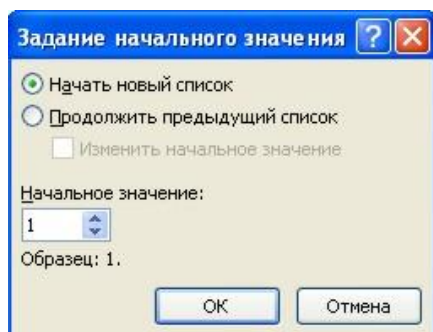 Задание начального значения
Начать новый список
Продолжить предыдущий список
Изменить начальное значение
Начальное значение:
1
Образец: 1.
ОК Отмена